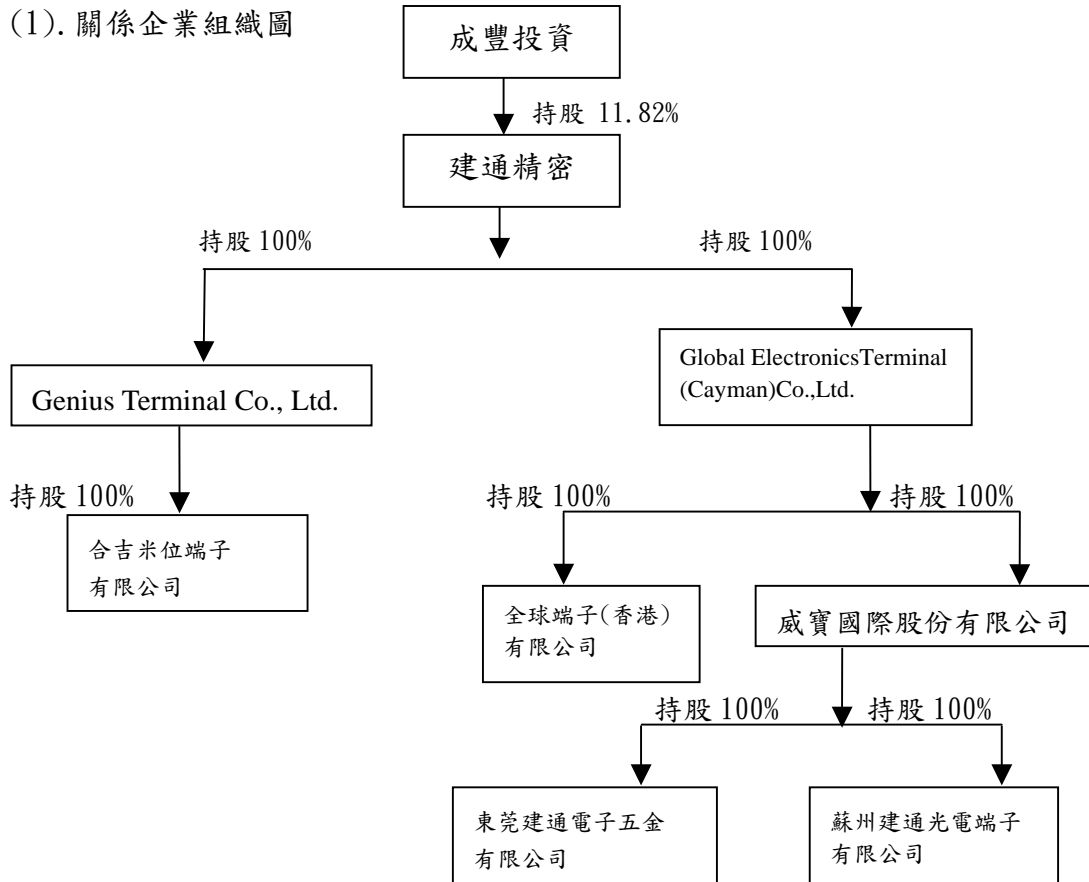 (1). 關係企業組織圖
成豐投資
持股 11.82%
建通精密
持股 100%
持股 100%
Genius Terminal Co., Ltd.
Global ElectronicsTerminal
(Cayman)Co.,Ltd.
持股 100%
持股 100%
持股 100%
合吉米位端子
有限公司
全球端子(香港)
有限公司
威寶國際股份有限公司
持股 100%
持股 100%
東莞建通電子五金
有限公司
蘇州建通光電端子
有限公司